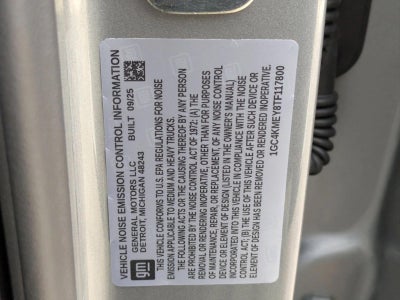 VEHICLE NOISE EMISSION CONTROL INFORMATION
gm
GENERAL MOTORS LLC
DETROIT, MICHIGAN 48243
BUILT 09/25
THIS VEHICLE CONFORMS TO U.S. EPA REGULATIONS FOR NOISE
EMISSION APPLICABLE TO MEDIUM AND HEAVY TRUCKS.
THE FOLLOWING ACTS OR THE CAUSING THEREOF BY ANY PERSON
ARE PROHIBITED BY THE NOISE CONTROL ACT OF 1972: (A) THE
REMOVAL OR RENDERING INOPERATIVE, OTHER THAN FOR PURPOSES
OF MAINTENANCE, REPAIR, OR REPLACEMENT, OF ANY NOISE CONTROL
DEVICE OR ELEMENT OF DESIGN (LISTED IN THE OWNER'S MANUAL)
INCORPORATED INTO THIS VEHICLE IN COMPLIANCE WITH THE NOISE
CONTROL ACT; (B) THE USE OF THIS VEHICLE AFTER SUCH DEVICE OR
ELEMENT OF DESIGN HAS BEEN REMOVED OR RENDERED INOPERATIVE.
1GC4KMEY8TF117800